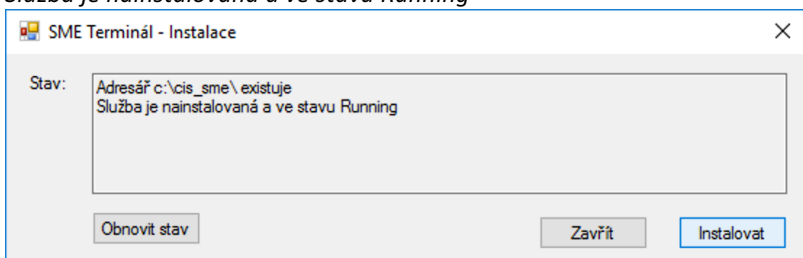 Služba je nainstalovaná a ve stavu Running
SME Terminál - Instalace
Stav:
Adresář c:\cis_sme\ existuje
Služba je nainstalovaná a ve stavu Running
Obnovit stav
Zavřít
Instalovat